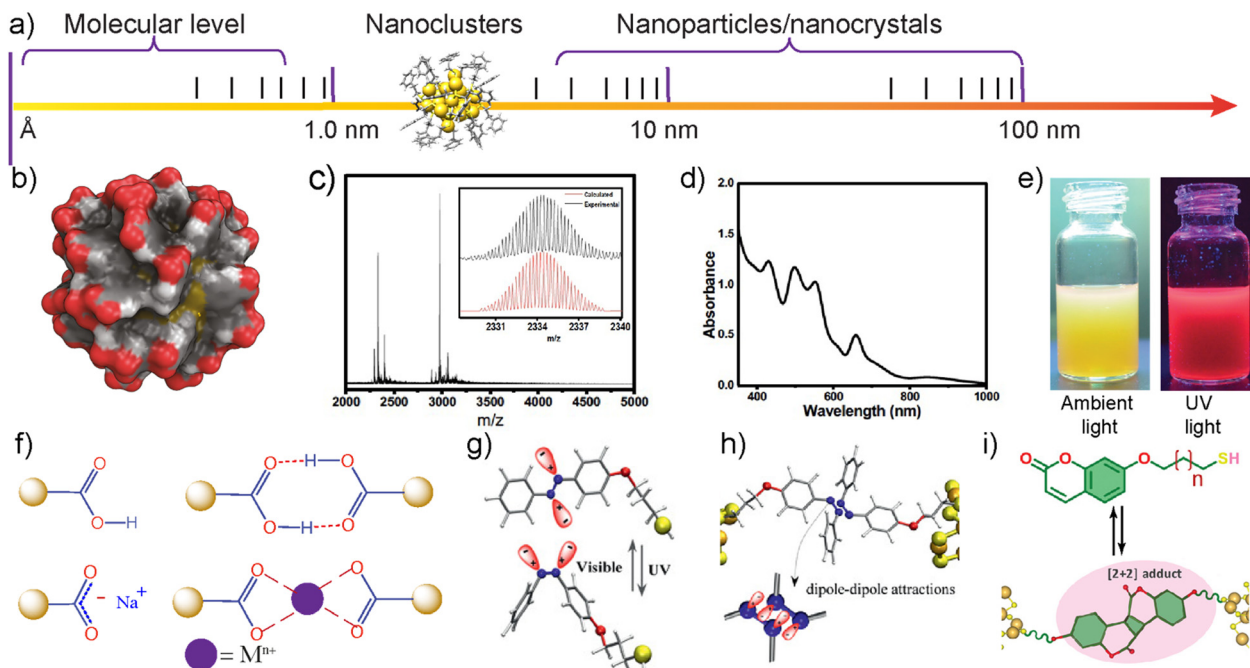 a)
Molecular level
Nanoclusters
Nanoparticles/nanocrystals
Å
1.0 nm
10 nm
100 nm
b)
c)
Calculated
Experimental
2331
2334
2337
2340
m/z
2000
2500
3000
3500
4000
4500
5000
m/z
d)
2.0
1.5
1.0
0.5
0.0
Absorbance
400
500
600
700
800
900
1000
Wavelength (nm)
e)
Ambient
light
UV
light
f)
O
O
H
O
H
O
O
H
O
O
O
−
Na+
O
O
O
O
= Mn+
g)
Visible
UV
h)
dipole-dipole attractions
i)
O
O
O
n
SH
[2+2] adduct